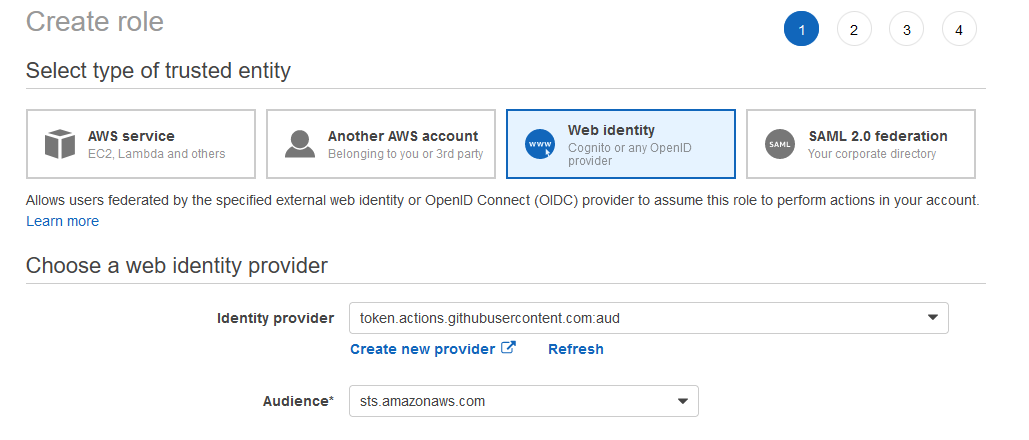 Create role
1 2 3 4
Select type of trusted entity
AWS service
EC2, Lambda and others
Another AWS account
Belonging to you or 3rd party
www
Web identity
Cognito or any OpenID
provider
SAML
SAML 2.0 federation
Your corporate directory
Allows users federated by the specified external web identity or OpenID Connect (OIDC) provider to assume this role to perform actions in your account.
Learn more
Choose a web identity provider
Identity provider token.actions.githubusercontent.com:aud
Create new provider Refresh
Audience* sts.amazonaws.com